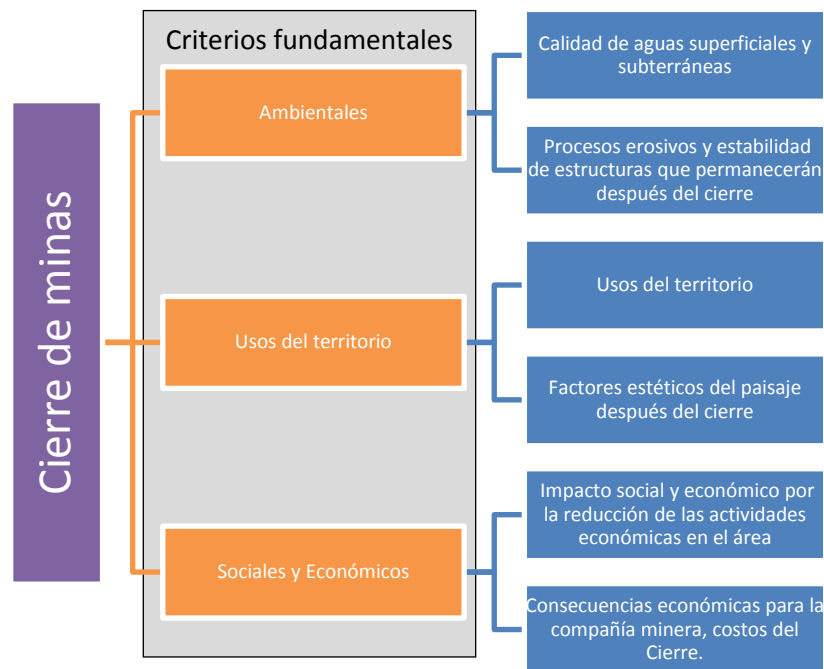 Cierre de minas
Criterios fundamentales
Ambientales
Calidad de aguas superficiales y
subterráneas
Procesos erosivos y estabilidad
de estructuras que permanecerán
después del cierre
Usos del territorio
Usos del territorio
Factores estéticos del paisaje
después del cierre
Sociales y Económicos
Impacto social y económico por
la reducción de las actividades
económicas en el área
Consecuencias económicas para la
compañía minera, costos del
Cierre.